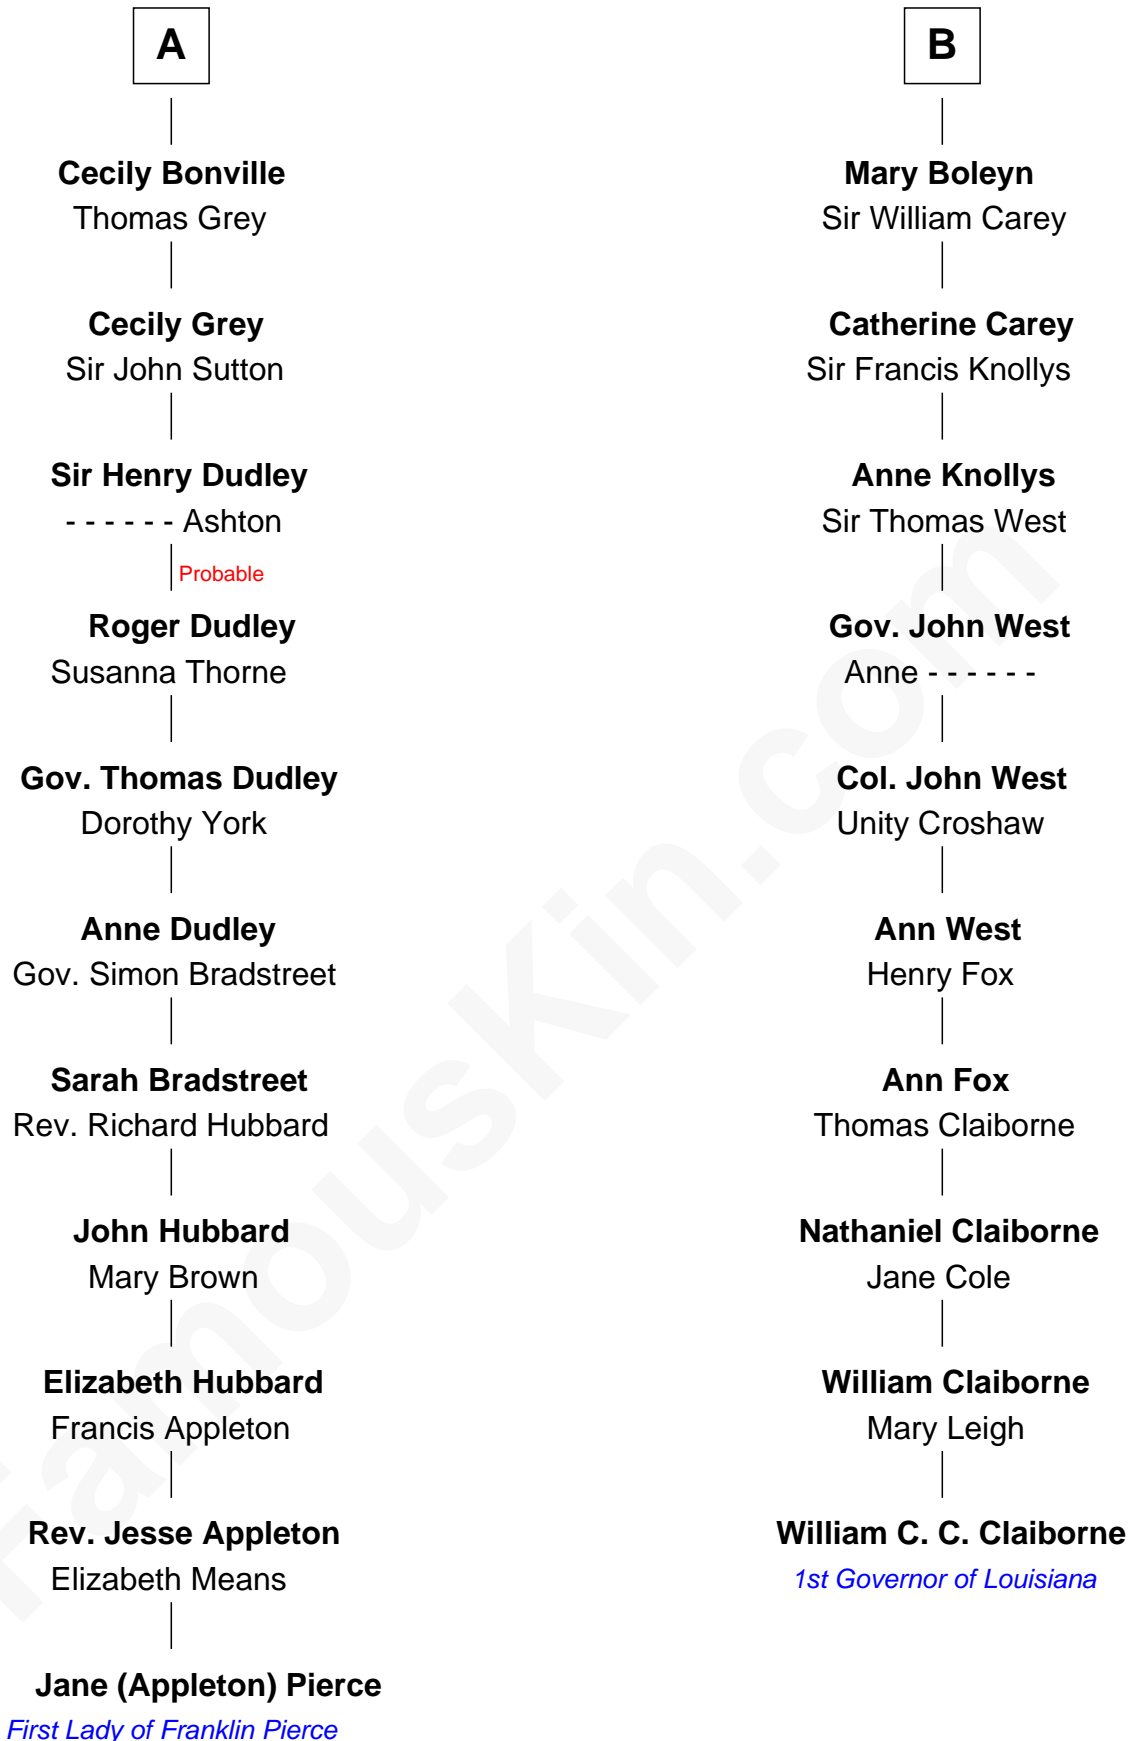 A
Cecily Bonville
Thomas Grey
Cecily Grey
Sir John Sutton
Sir Henry Dudley
- - - - - - Ashton
Probable
Roger Dudley
Susanna Thorne
Gov. Thomas Dudley
Dorothy York
Anne Dudley
Gov. Simon Bradstreet
Sarah Bradstreet
Rev. Richard Hubbard
John Hubbard
Mary Brown
Elizabeth Hubbard
Francis Appleton
Rev. Jesse Appleton
Elizabeth Means
Jane (Appleton) Pierce
First Lady of Franklin Pierce
B
Mary Boleyn
Sir William Carey
Catherine Carey
Sir Francis Knollys
Anne Knollys
Sir Thomas West
Gov. John West
Anne - - - - - -
Col. John West
Unity Croshaw
Ann West
Henry Fox
Ann Fox
Thomas Claiborne
Nathaniel Claiborne
Jane Cole
William Claiborne
Mary Leigh
William C. C. Claiborne
1st Governor of Louisiana
FamousKin.com